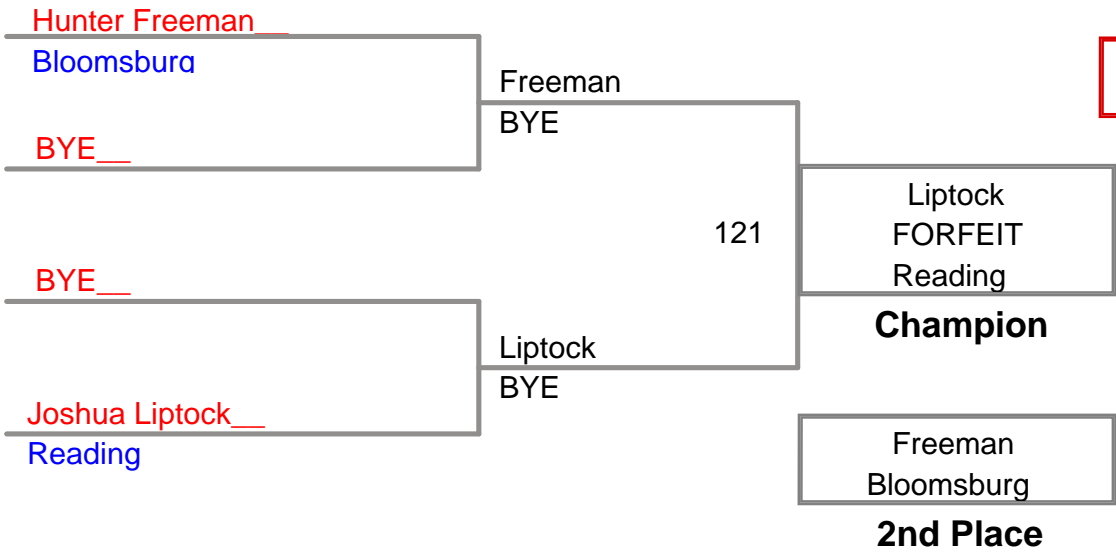 Hunter Freeman__
Bloomsburg
BYE__
BYE__
Joshua Liptock__
Reading
Freeman
BYE
Liptock
BYE
121
Liptock
FORFEIT
Reading
Champion
Freeman
Bloomsburg
2nd Place